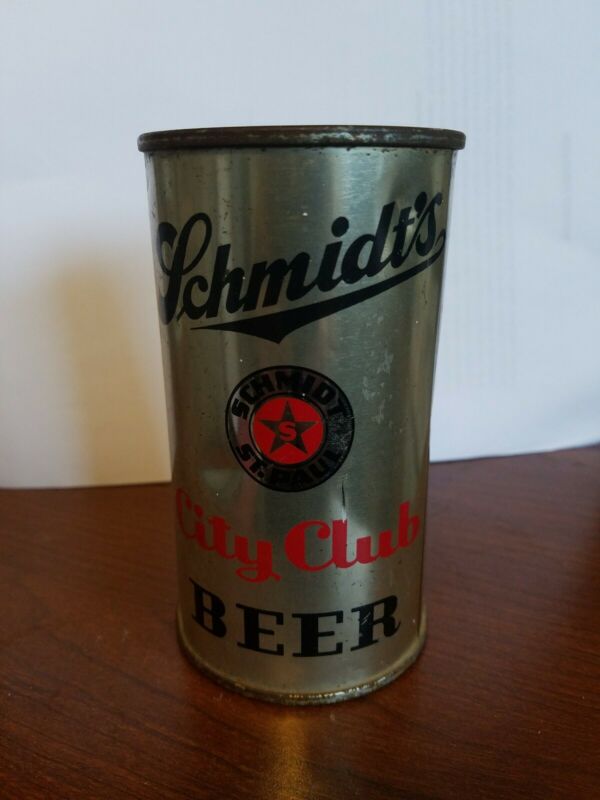 Schmidt's
SCHMIDT
S
ST. PAUL
City Club
BEER